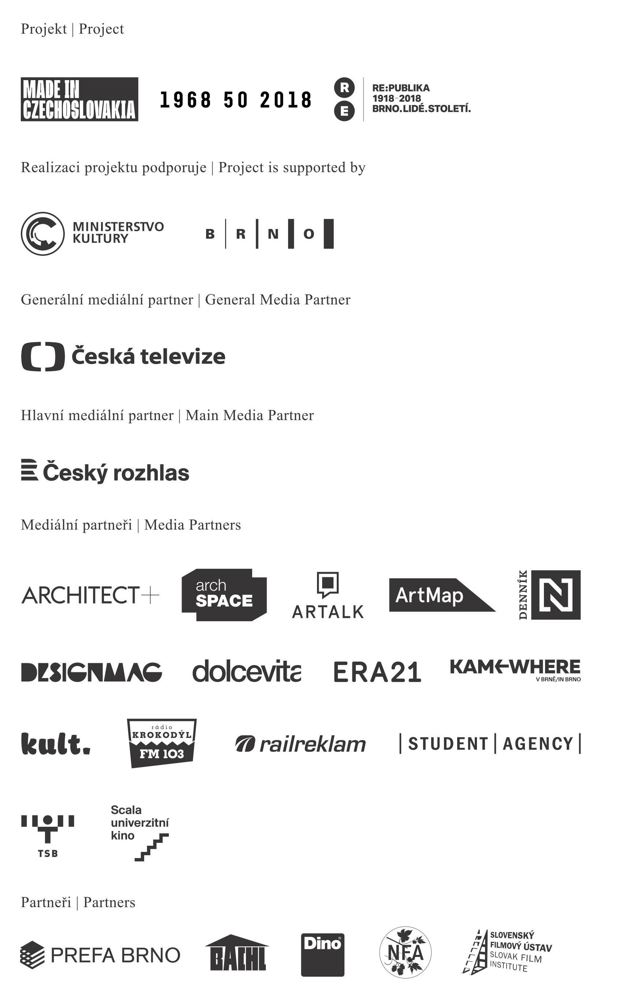 Projekt | Project
MADE IN
CZECHOSLOVAKIA
1968 50 2018
R
E
RE:PUBLIKA
1918–2018
BRNO.LIDÉ.STOLETÍ.
Realizaci projektu podporuje | Project is supported by
MINISTERSTVO
KULTURY
B | R | N | O
Generální mediální partner | General Media Partner
Česká televize
Hlavní mediální partner | Main Media Partner
Český rozhlas
Mediální partneři | Media Partners
ARCHITECT+
arch
SPACE
ARTALK
ArtMap
DENNÍK
N
DESIGNMAG
dolcevita
ERA21
KAM←WHERE
V BRNĚ/IN BRNO
kult.
rádio
KROKODÝL
FM 103
railreklam
| STUDENT | AGENCY |
TSB
Scala
univerzitní
kino
Partneři | Partners
PREFA BRNO
BACHL
Dino®
NFA
SLOVENSKÝ
FILMOVÝ ÚSTAV
SLOVAK FILM
INSTITUTE